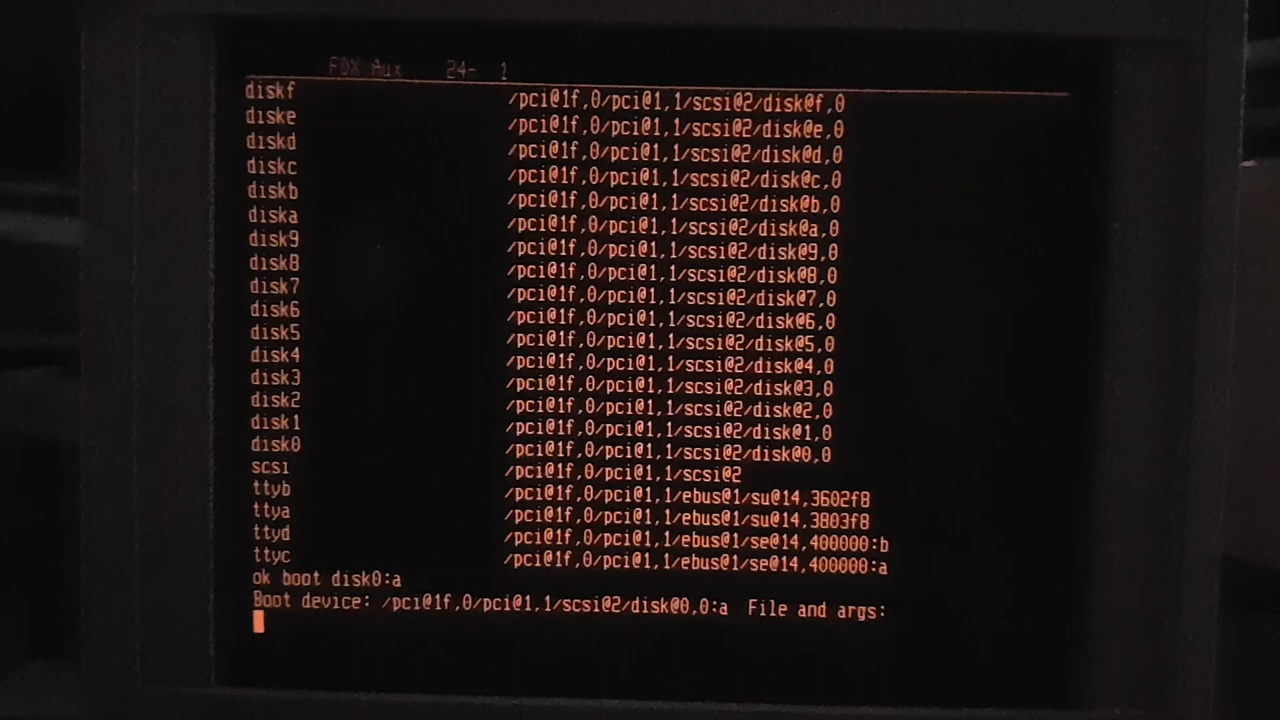 FDX Aux 24- 1
diskf /pci@1f,0/pci@1,1/scsi@2/disk@f,0
diske /pci@1f,0/pci@1,1/scsi@2/disk@e,0
diskd /pci@1f,0/pci@1,1/scsi@2/disk@d,0
diskc /pci@1f,0/pci@1,1/scsi@2/disk@c,0
diskb /pci@1f,0/pci@1,1/scsi@2/disk@b,0
diska /pci@1f,0/pci@1,1/scsi@2/disk@a,0
disk9 /pci@1f,0/pci@1,1/scsi@2/disk@9,0
disk8 /pci@1f,0/pci@1,1/scsi@2/disk@8,0
disk7 /pci@1f,0/pci@1,1/scsi@2/disk@7,0
disk6 /pci@1f,0/pci@1,1/scsi@2/disk@6,0
disk5 /pci@1f,0/pci@1,1/scsi@2/disk@5,0
disk4 /pci@1f,0/pci@1,1/scsi@2/disk@4,0
disk3 /pci@1f,0/pci@1,1/scsi@2/disk@3,0
disk2 /pci@1f,0/pci@1,1/scsi@2/disk@2,0
disk1 /pci@1f,0/pci@1,1/scsi@2/disk@1,0
disk0 /pci@1f,0/pci@1,1/scsi@2/disk@0,0
scsi /pci@1f,0/pci@1,1/scsi@2
ttyb /pci@1f,0/pci@1,1/ebus@1/su@14,3602f8
ttya /pci@1f,0/pci@1,1/ebus@1/su@14,3803f8
ttyd /pci@1f,0/pci@1,1/ebus@1/se@14,400000:b
ttyc /pci@1f,0/pci@1,1/ebus@1/se@14,400000:a
ok boot disk0:a
Boot device: /pci@1f,0/pci@1,1/scsi@2/disk@0,0:a File and args: